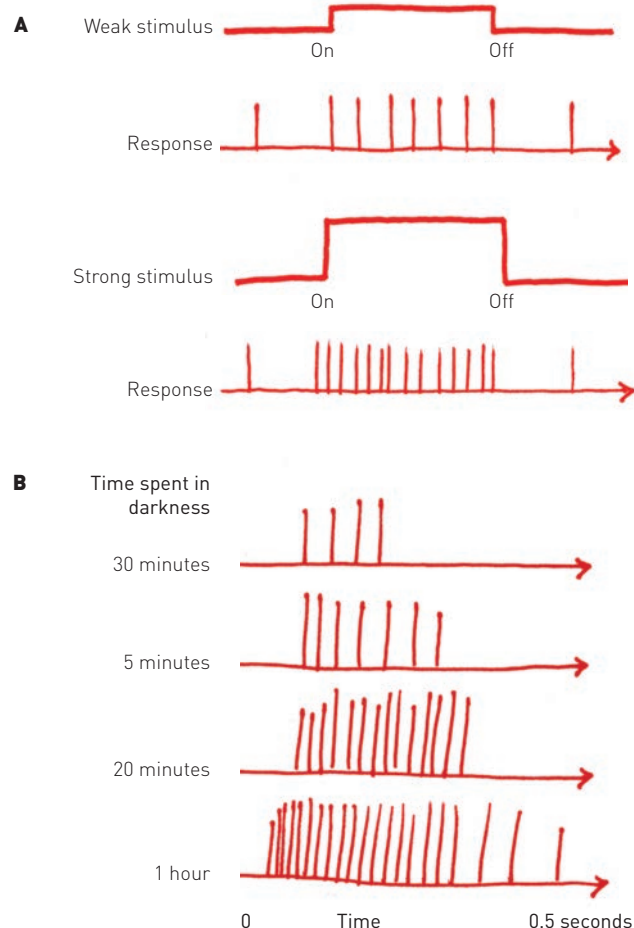 A
Weak stimulus
On Off
Response
Strong stimulus
On Off
Response
B
Time spent in
darkness
30 minutes
5 minutes
20 minutes
1 hour
0 Time 0.5 seconds